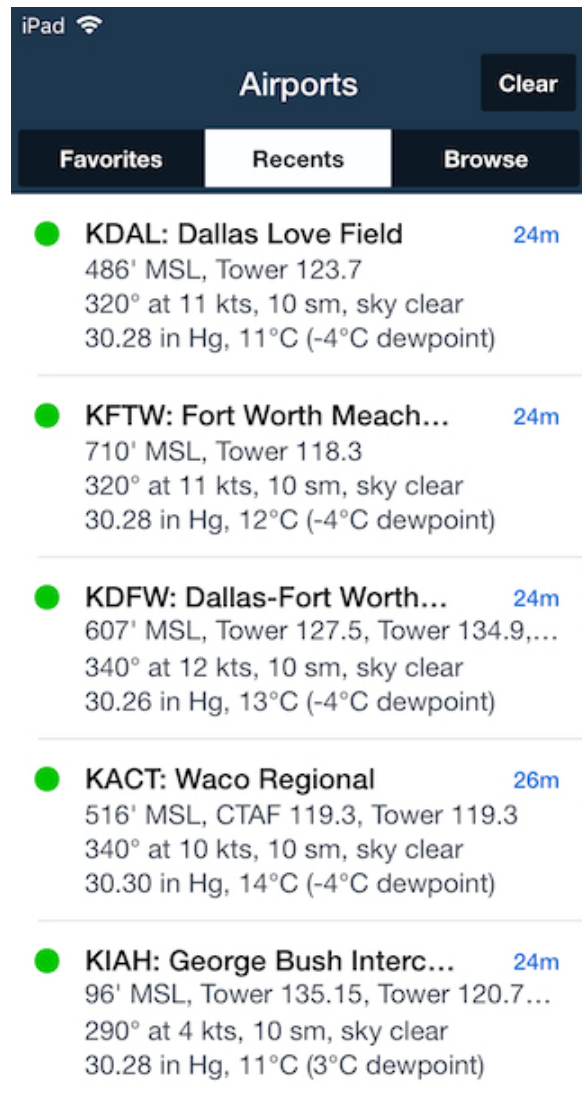 iPad
Airports
Clear
Favorites Recents Browse
KDAL: Dallas Love Field 24m
486' MSL, Tower 123.7
320° at 11 kts, 10 sm, sky clear
30.28 in Hg, 11°C (-4°C dewpoint)
KFTW: Fort Worth Meach... 24m
710' MSL, Tower 118.3
320° at 11 kts, 10 sm, sky clear
30.28 in Hg, 12°C (-4°C dewpoint)
KDFW: Dallas-Fort Wort​h... 24m
607' MSL, Tower 127.5, Tower 134.9,...
340° at 12 kts, 10 sm, sky clear
30.26 in Hg, 13°C (-4°C dewpoint)
KACT: Waco Regional 26m
516' MSL, CTAF 119.3, Tower 119.3
340° at 10 kts, 10 sm, sky clear
30.30 in Hg, 14°C (-4°C dewpoint)
KIAH: George Bush Interc... 24m
96' MSL, Tower 135.15, Tower 120.7...
290° at 4 kts, 10 sm, sky clear
30.28 in Hg, 11°C (3°C dewpoint)